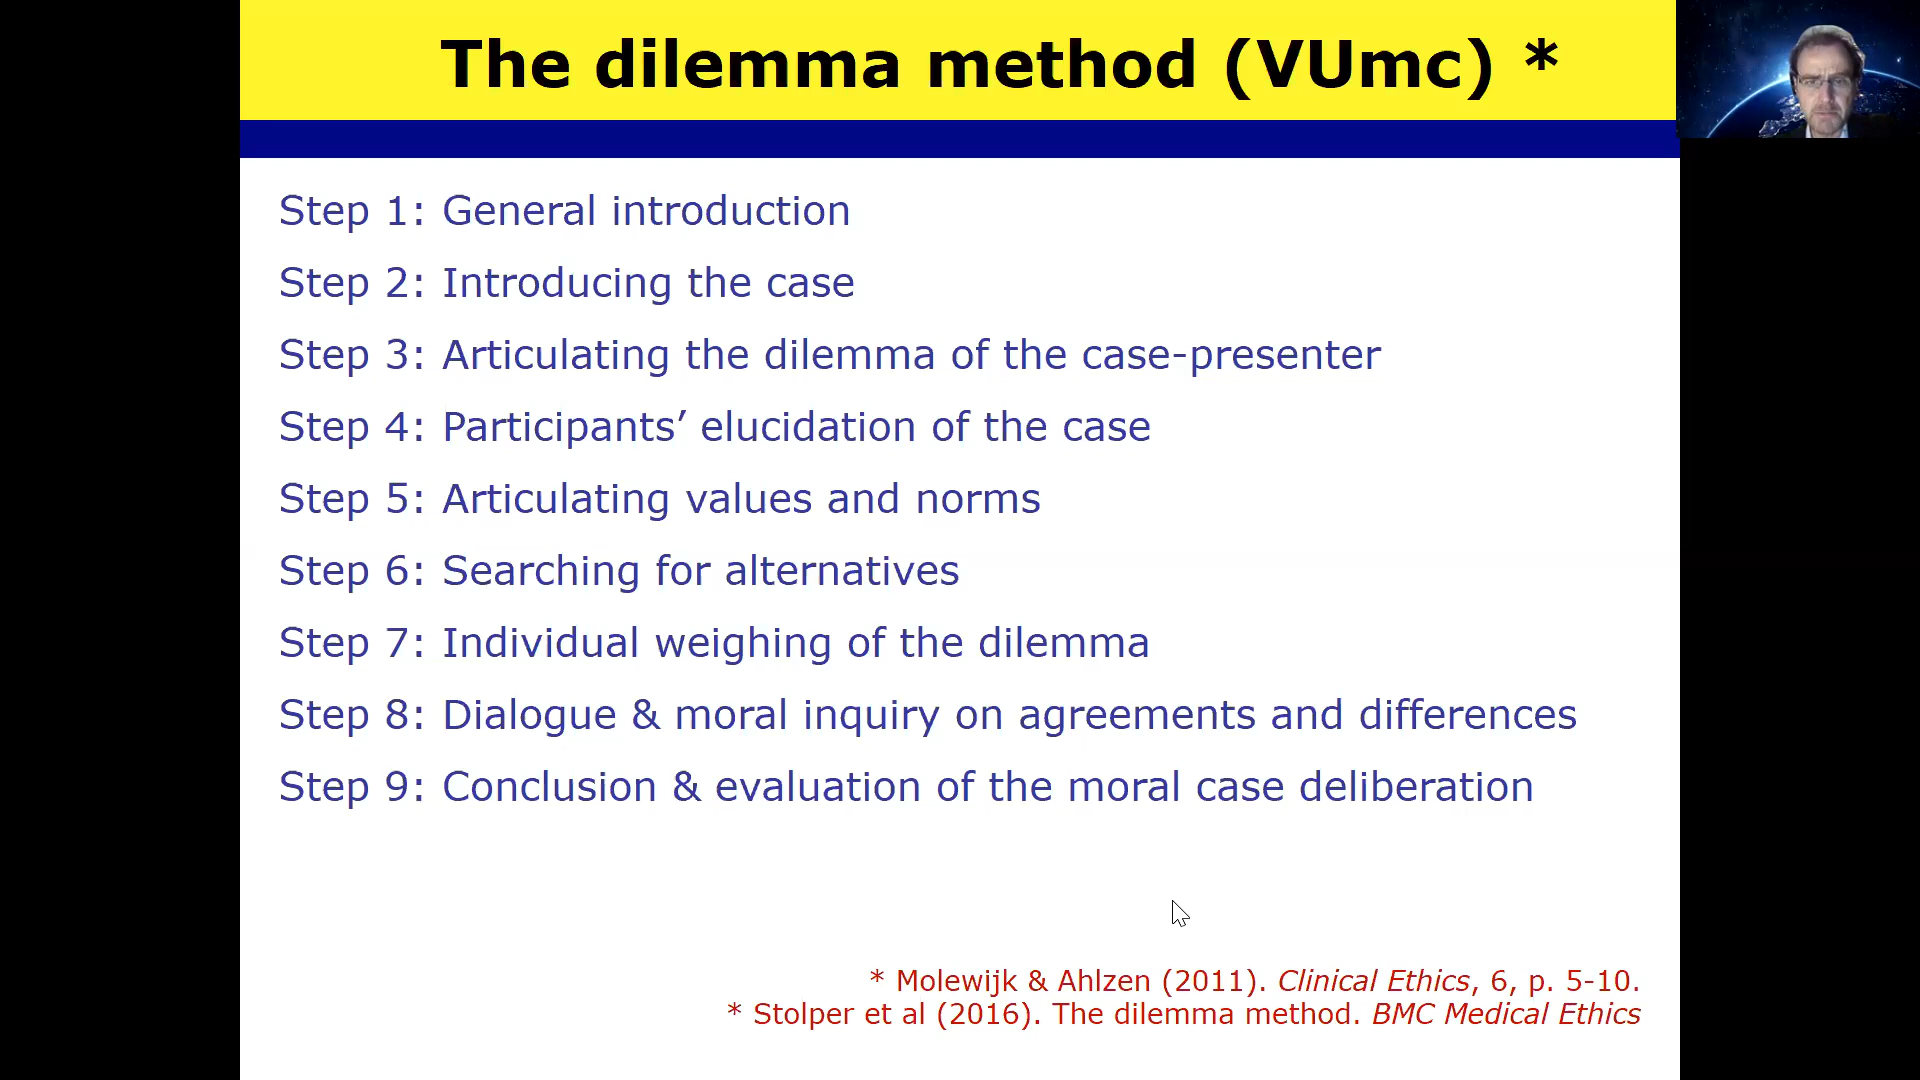 The dilemma method (VUmc) *
Step 1: General introduction
Step 2: Introducing the case
Step 3: Articulating the dilemma of the case-presenter
Step 4: Participants’ elucidation of the case
Step 5: Articulating values and norms
Step 6: Searching for alternatives
Step 7: Individual weighing of the dilemma
Step 8: Dialogue & moral inquiry on agreements and differences
Step 9: Conclusion & evaluation of the moral case deliberation
* Molewijk & Ahlzen (2011). Clinical Ethics, 6, p. 5-10.
* Stolper et al (2016). The dilemma method. BMC Medical Ethics